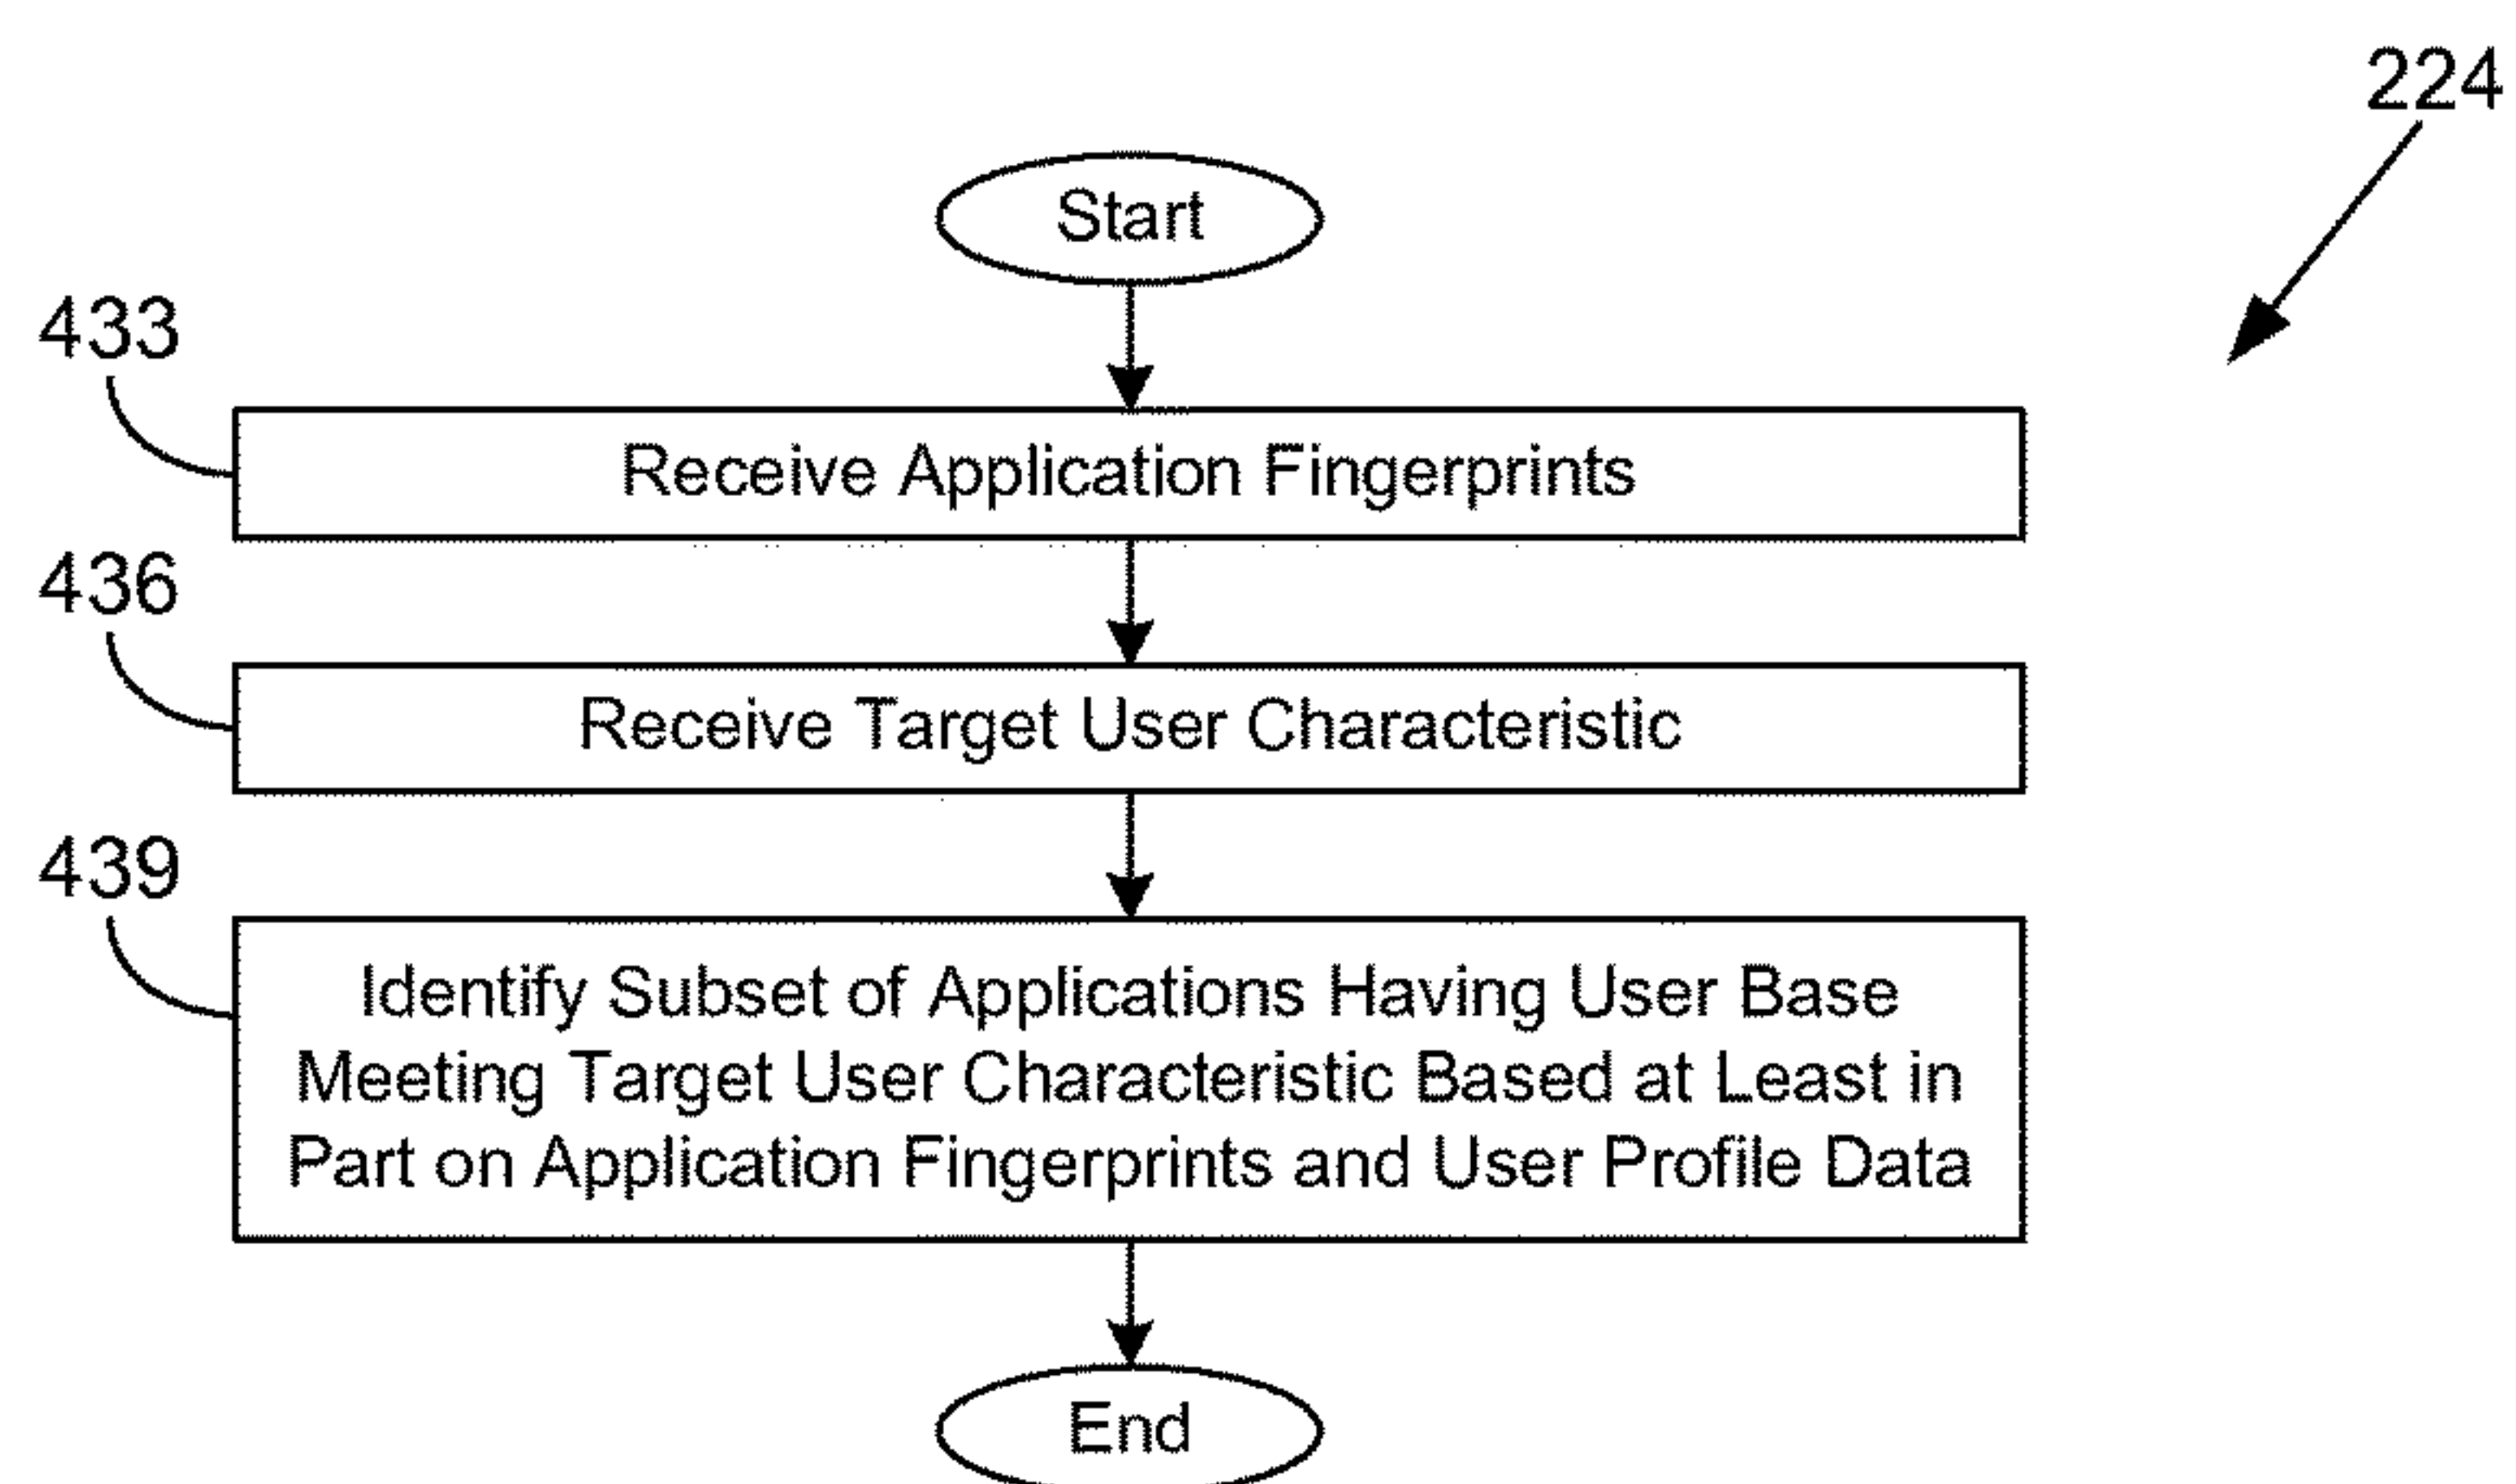 224
Start
433
Receive Application Fingerprints
436
Receive Target User Characteristic
439
Identify Subset of Applications Having User Base
Meeting Target User Characteristic Based at Least in
Part on Application Fingerprints and User Profile Data
End